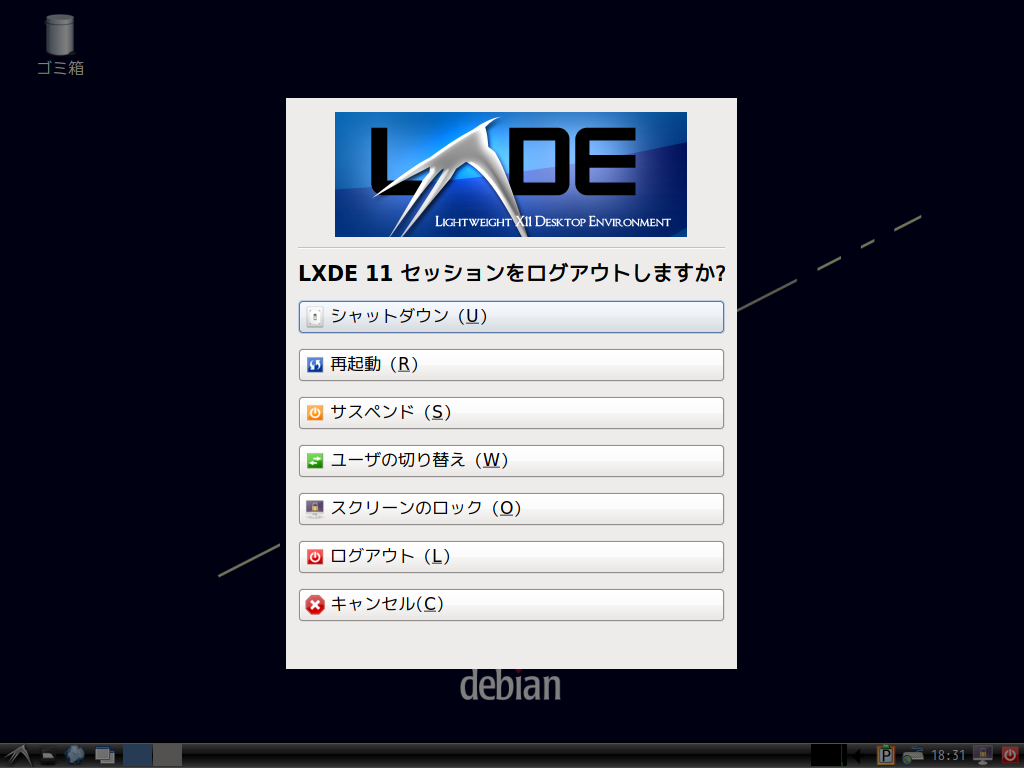 ゴミ箱
LXDE
LIGHTWEIGHT X11 DESKTOP ENVIRONMENT
LXDE 11 セッションをログアウトしますか?
シャットダウン（U）
再起動（R）
サスペンド（S）
ユーザの切り替え（W）
スクリーンのロック（O）
ログアウト（L）
キャンセル(C)
debian
P
18:31